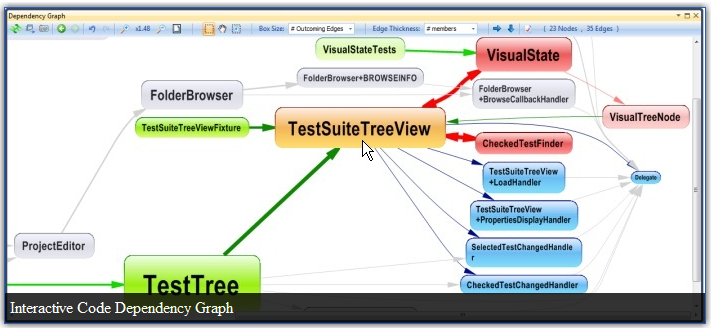 Dependency Graph
x1.48
Box Size:
# Outcoming Edges
Edge Thickness:
# members
( 23 Nodes , 35 Edges )
VisualStateTests
VisualState
FolderBrowser+BROWSEINFO
FolderBrowser
FolderBrowser
+BrowseCallbackHandler
TestSuiteTreeViewFixture
TestSuiteTreeView
VisualTreeNode
CheckedTestFinder
TestSuiteTreeView
+LoadHandler
Delegate
TestSuiteTreeView
+PropertiesDisplayHandler
ProjectEditor
SelectedTestChangedHandle
r
TestTree
CheckedTestChangedHandler
Interactive Code Dependency Graph